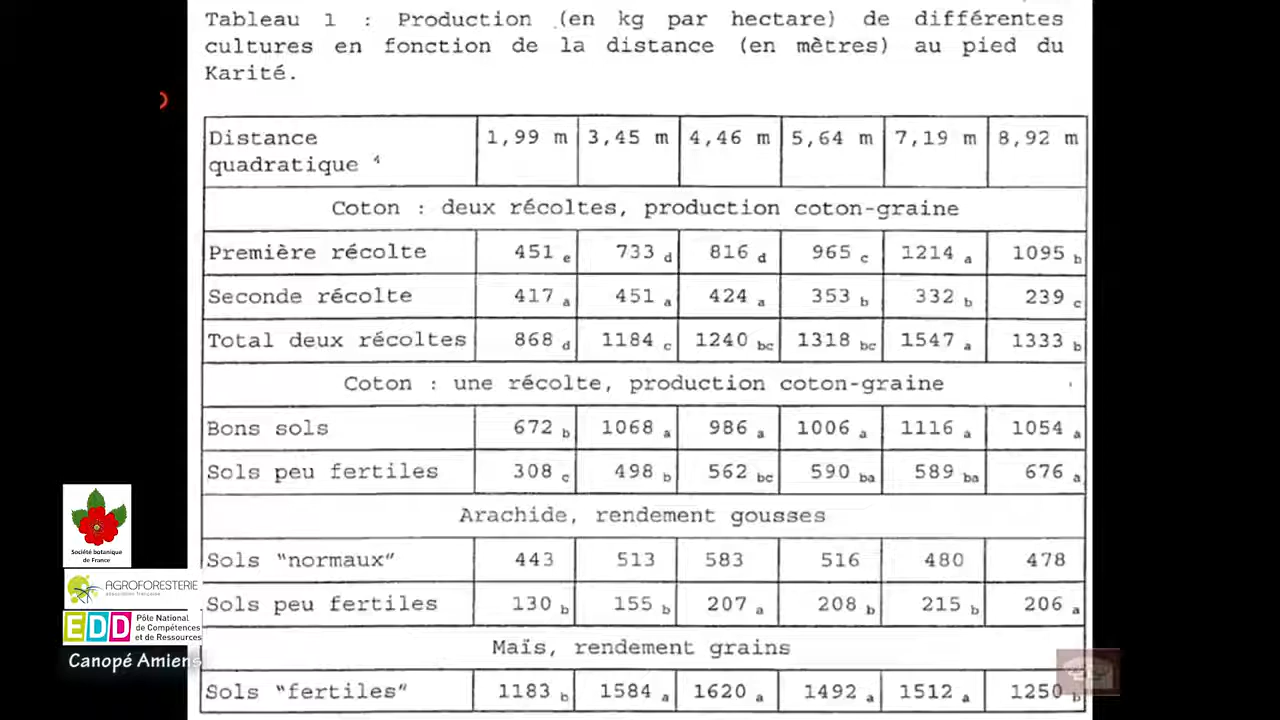 Tableau 1 : Production (en kg par hectare) de différentes
cultures en fonction de la distance (en mètres) au pied du
Karité.
Distance quadratique 4 1,99 m 3,45 m 4,46 m 5,64 m 7,19 m 8,92 m
Coton : deux récoltes, production coton-graine
Première récolte 451 e 733 d 816 d 965 c 1214 a 1095 b
Seconde récolte 417 a 451 a 424 a 353 b 332 b 239 c
Total deux récoltes 868 d 1184 c 1240 bc 1318 bc 1547 a 1333 b
Coton : une récolte, production coton-graine
Bons sols 672 b 1068 a 986 a 1006 a 1116 a 1054 a
Sols peu fertiles 308 c 498 b 562 bc 590 ba 589 ba 676 a
Arachide, rendement gousses
Sols "normaux" 443 513 583 516 480 478
Sols peu fertiles 130 b 155 b 207 a 208 b 215 b 206 a
Maïs, rendement grains
Sols "fertiles" 1183 b 1584 a 1620 a 1492 a 1512 a 1250 b
Société botanique
de France
AGROFORESTERIE
association française
EDD
Pôle National
de Compétences
et de Ressources
Canopé Amiens